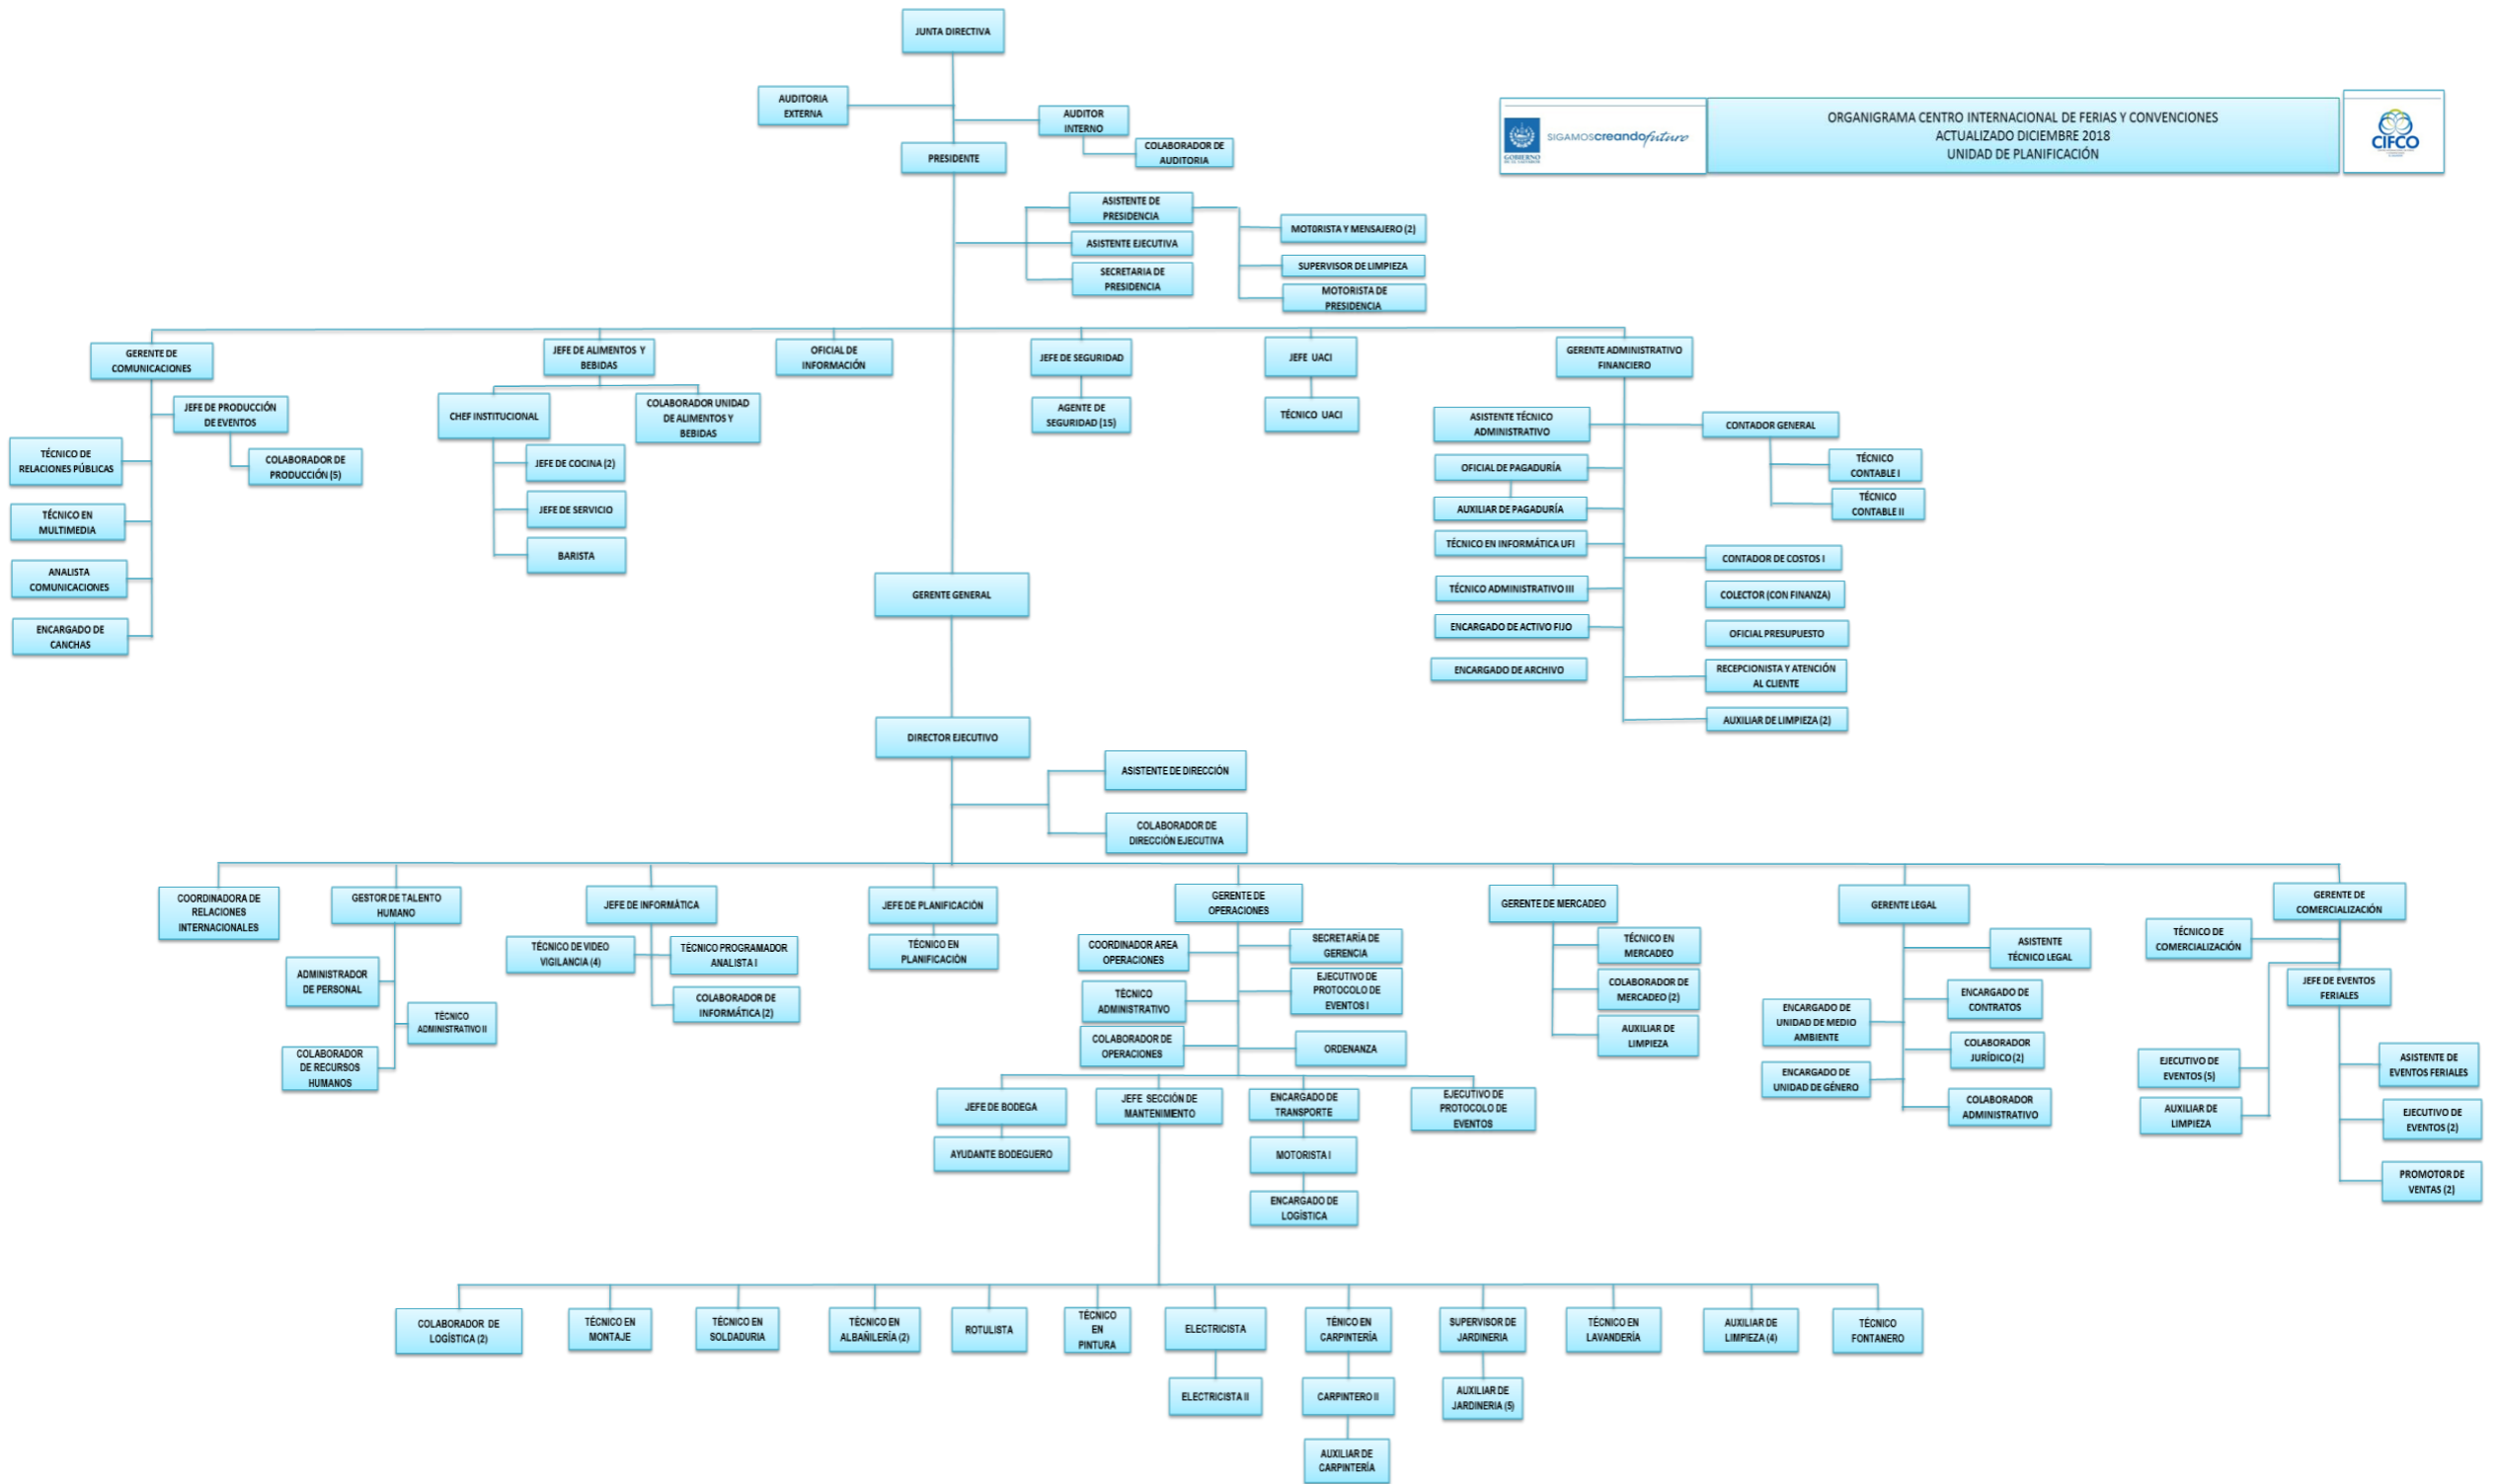 JUNTA DIRECTIVA
AUDITORIA
EXTERNA
AUDITOR
INTERNO
COLABORADOR DE
AUDITORIA
PRESIDENTE
GOBIERNO
SIGAMOS creando futuro
ORGANIGRAMA CENTRO INTERNACIONAL DE FERIAS Y CONVENCIONES
ACTUALIZADO DICIEMBRE 2018
UNIDAD DE PLANIFICACIÓN
CIFCO
ASISTENTE DE
PRESIDENCIA
ASISTENTE EJECUTIVA
SECRETARIA DE
PRESIDENCIA
MOTORISTA Y MENSAJERO (2)
SUPERVISOR DE LIMPIEZA
MOTORISTA DE
PRESIDENCIA
GERENTE DE
COMUNICACIONES
JEFE DE PRODUCCIÓN
DE EVENTOS
COLABORADOR DE
PRODUCCIÓN (5)
TÉCNICO DE
RELACIONES PÚBLICAS
TÉCNICO EN
MULTIMEDIA
ANALISTA
COMUNICACIONES
ENCARGADO DE
CANCHAS
JEFE DE ALIMENTOS Y
BEBIDAS
CHEF INSTITUCIONAL
COLABORADOR UNIDAD
DE ALIMENTOS Y
BEBIDAS
JEFE DE COCINA (2)
JEFE DE SERVICIO
BARISTA
OFICIAL DE
INFORMACIÓN
JEFE DE SEGURIDAD
AGENTE DE
SEGURIDAD (15)
JEFE UACI
TÉCNICO UACI
GERENTE ADMINISTRATIVO
FINANCIERO
ASISTENTE TÉCNICO
ADMINISTRATIVO
OFICIAL DE PAGADURÍA
AUXILIAR DE PAGADURÍA
TÉCNICO EN INFORMÁTICA UFI
TÉCNICO ADMINISTRATIVO III
ENCARGADO DE ACTIVO FIJO
ENCARGADO DE ARCHIVO
CONTADOR GENERAL
TÉCNICO
CONTABLE I
TÉCNICO
CONTABLE II
CONTADOR DE COSTOS I
COLECTOR (CON FINANZA)
OFICIAL PRESUPUESTO
RECEPCIONISTA Y ATENCIÓN
AL CLIENTE
AUXILIAR DE LIMPIEZA (2)
GERENTE GENERAL
DIRECTOR EJECUTIVO
ASISTENTE DE DIRECCIÓN
COLABORADOR DE
DIRECCIÓN EJECUTIVA
COORDINADORA DE
RELACIONES
INTERNACIONALES
GESTOR DE TALENTO
HUMANO
ADMINISTRADOR
DE PERSONAL
TÉCNICO
ADMINISTRATIVO II
COLABORADOR
DE RECURSOS
HUMANOS
JEFE DE INFORMÁTICA
TÉCNICO DE VIDEO
VIGILANCIA (4)
TÉCNICO PROGRAMADOR
ANALISTA I
COLABORADOR DE
INFORMÁTICA (2)
JEFE DE PLANIFICACIÓN
TÉCNICO EN
PLANIFICACIÓN
GERENTE DE
OPERACIONES
COORDINADOR AREA
OPERACIONES
TÉCNICO
ADMINISTRATIVO
COLABORADOR DE
OPERACIONES
SECRETARÍA DE
GERENCIA
EJECUTIVO DE
PROTOCOLO DE
EVENTOS I
ORDENANZA
JEFE DE BODEGA
AYUDANTE BODEGUERO
JEFE SECCIÓN DE
MANTENIMIENTO
ENCARGADO DE
TRANSPORTE
MOTORISTA I
ENCARGADO DE
LOGÍSTICA
EJECUTIVO DE
PROTOCOLO DE
EVENTOS
GERENTE DE MERCADEO
TÉCNICO EN
MERCADEO
COLABORADOR DE
MERCADEO (2)
AUXILIAR DE
LIMPIEZA
GERENTE LEGAL
ASISTENTE
TÉCNICO LEGAL
ENCARGADO DE
CONTRATOS
ENCARGADO DE
UNIDAD DE MEDIO
AMBIENTE
COLABORADOR
JURÍDICO (2)
ENCARGADO DE
UNIDAD DE GÉNERO
COLABORADOR
ADMINISTRATIVO
GERENTE DE
COMERCIALIZACIÓN
TÉCNICO DE
COMERCIALIZACIÓN
JEFE DE EVENTOS
FERIALES
EJECUTIVO DE
EVENTOS (5)
AUXILIAR DE
LIMPIEZA
ASISTENTE DE
EVENTOS FERIALES
EJECUTIVO DE
EVENTOS (2)
PROMOTOR DE
VENTAS (2)
COLABORADOR DE
LOGÍSTICA (2)
TÉCNICO EN
MONTAJE
TÉCNICO EN
SOLDADURIA
TÉCNICO EN
ALBAÑILERÍA (2)
ROTULISTA
TÉCNICO
EN
PINTURA
ELECTRICISTA
ELECTRICISTA II
TÉNICO EN
CARPINTERÍA
CARPINTERO II
AUXILIAR DE
CARPINTERÍA
SUPERVISOR DE
JARDINERIA
AUXILIAR DE
JARDINERIA (5)
TÉCNICO EN
LAVANDERÍA
AUXILIAR DE
LIMPIEZA (4)
TÉCNICO
FONTANERO